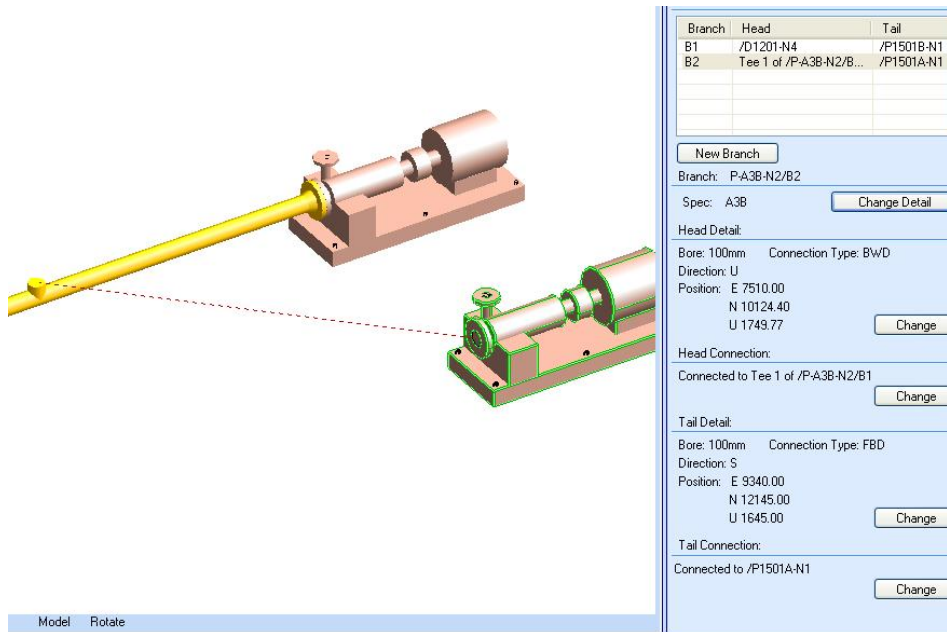 Branch Head Tail
B1 /D1201-N4 /P1501B-N1
B2 Tee 1 of /P-A3B-N2/B... /P1501A-N1
New Branch
Branch: P-A3B-N2/B2
Spec: A3B Change Detail
Head Detail:
Bore: 100mm Connection Type: BWD
Direction: U
Position: E 7510.00
N 10124.40
U 1749.77 Change
Head Connection:
Connected to Tee 1 of /P-A3B-N2/B1
Change
Tail Detail:
Bore: 100mm Connection Type: FBD
Direction: S
Position: E 9340.00
N 12145.00
U 1645.00 Change
Tail Connection:
Connected to /P1501A-N1
Change
Model Rotate